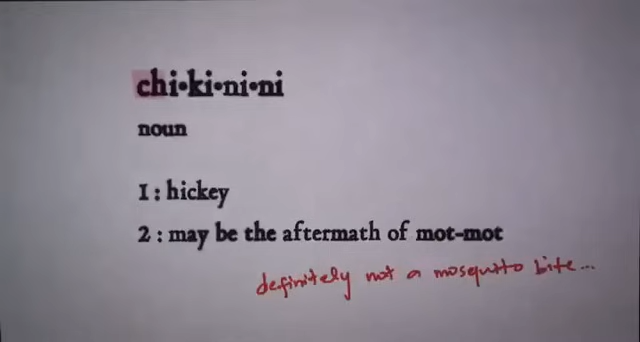 chi•ki•ni•ni
noun
1 : hickey
2 : may be the aftermath of mot-mot
definitely not a mosquito bite...